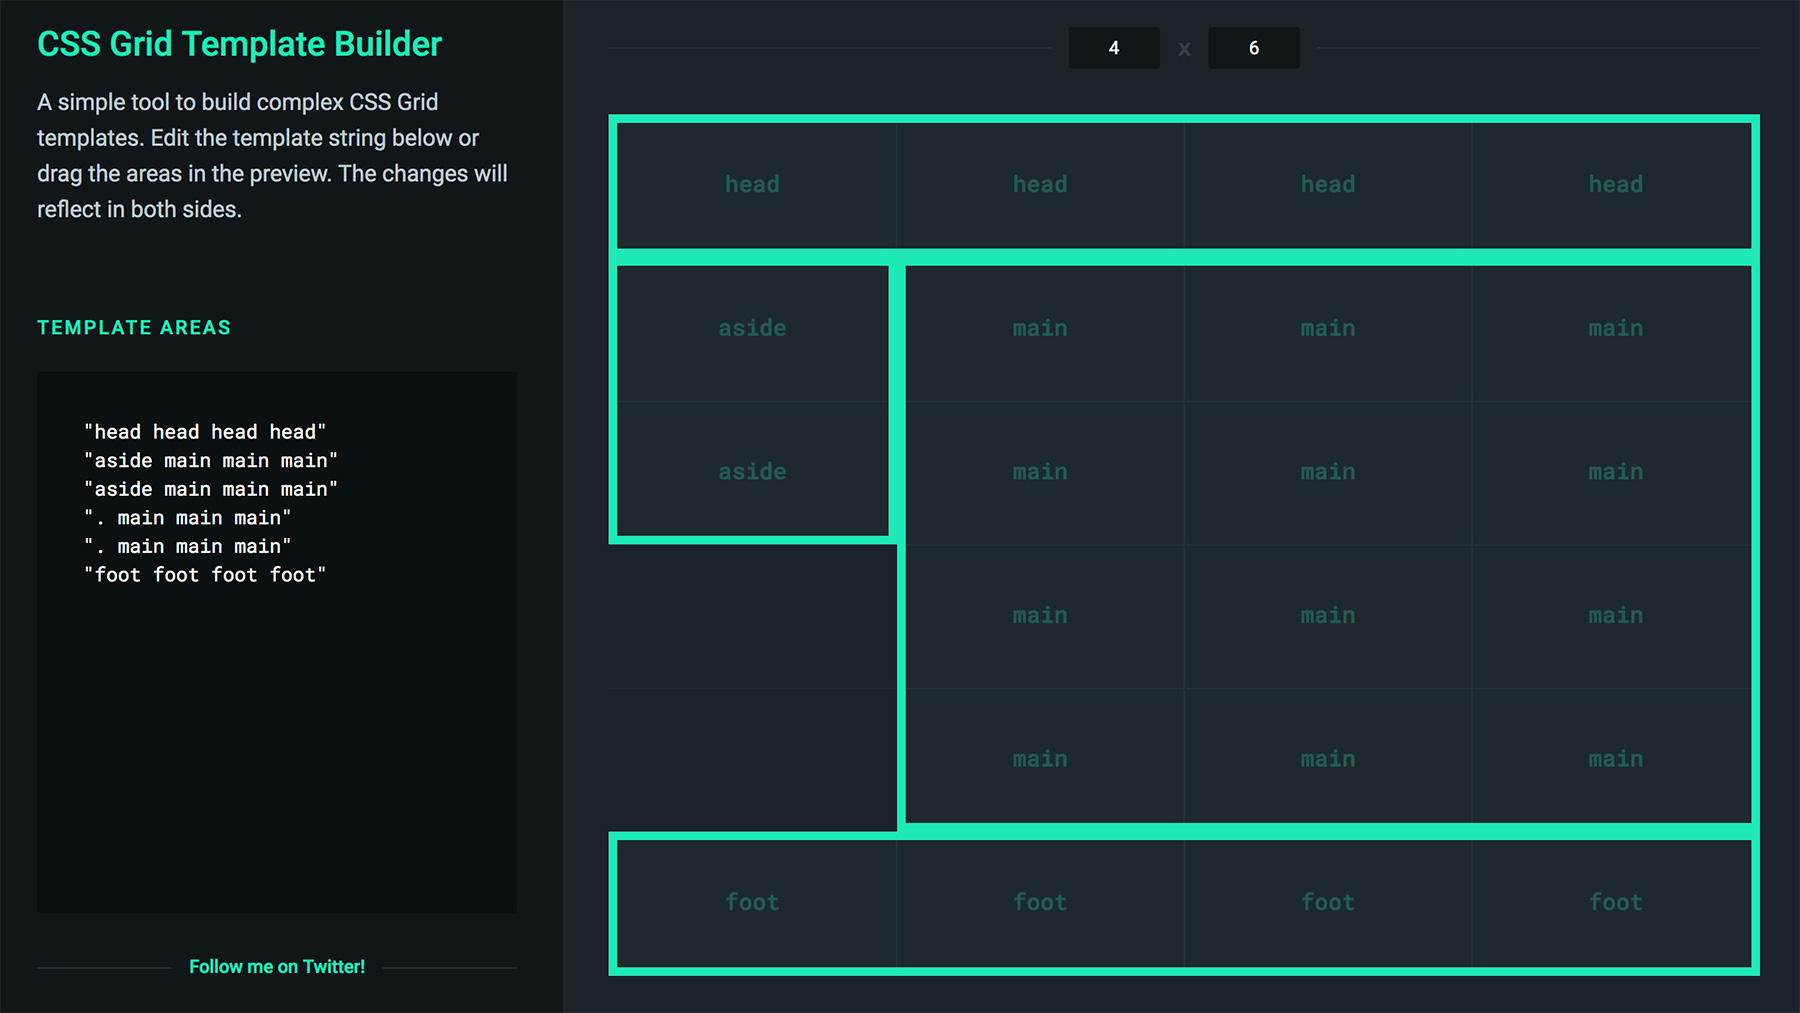 CSS Grid Template Builder
A simple tool to build complex CSS Grid
templates. Edit the template string below or
drag the areas in the preview. The changes will
reflect in both sides.
TEMPLATE AREAS
"head head head head"
"aside main main main"
"aside main main main"
". main main main"
". main main main"
"foot foot foot foot"
Follow me on Twitter!
4 x 6
head head head head
aside main main main
aside main main main
main main main
main main main
foot foot foot foot